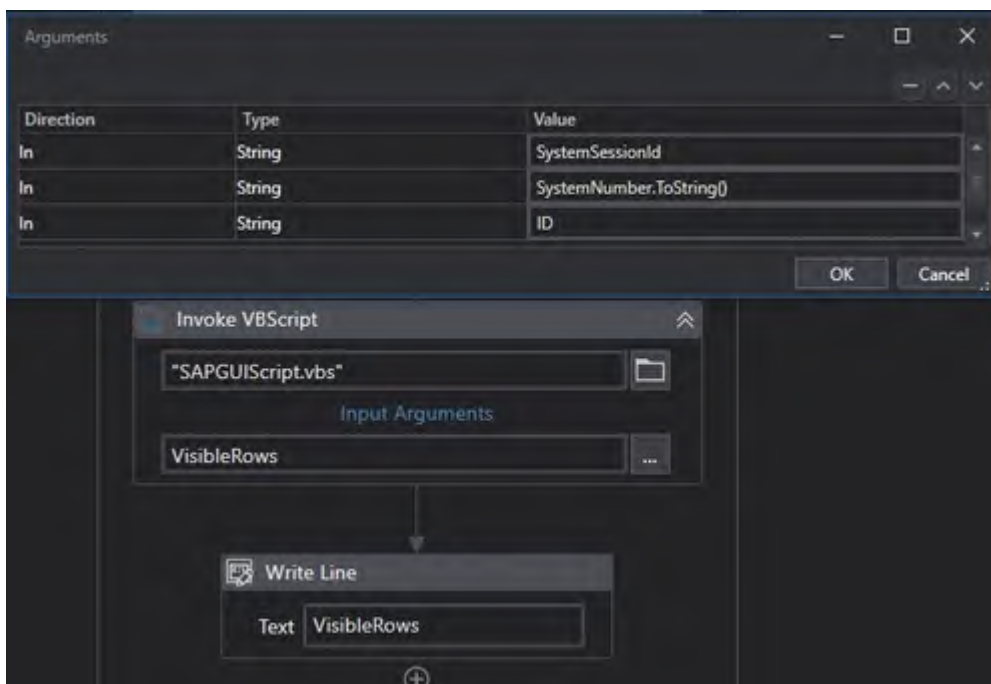 Arguments
Direction Type Value
In String SystemSessionId
In String SystemNumber.ToString()
In String ID
OK Cancel
Invoke VBScript
"SAPGUIScript.vbs"
Input Arguments
VisibleRows ...
Write Line
Text VisibleRows